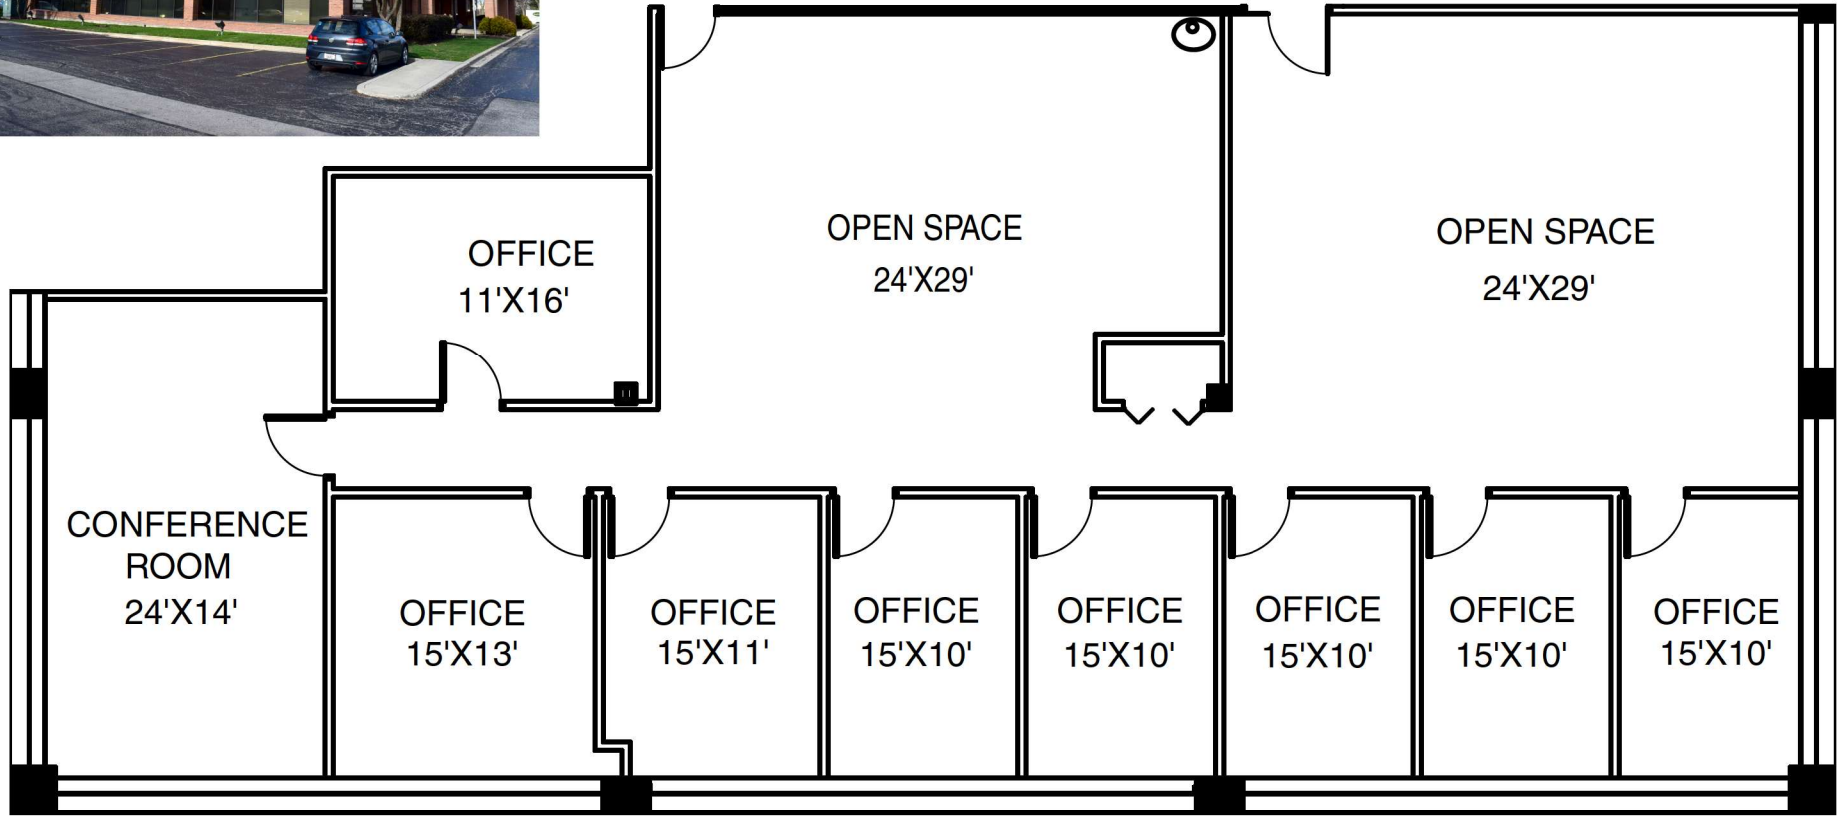 OPEN SPACE
24'X29'
OPEN SPACE
24'X29'
OFFICE
11'X16'
CONFERENCE
ROOM
24'X14'
OFFICE
15'X13'
OFFICE
15'X11'
OFFICE
15'X10'
OFFICE
15'X10'
OFFICE
15'X10'
OFFICE
15'X10'
OFFICE
15'X10'